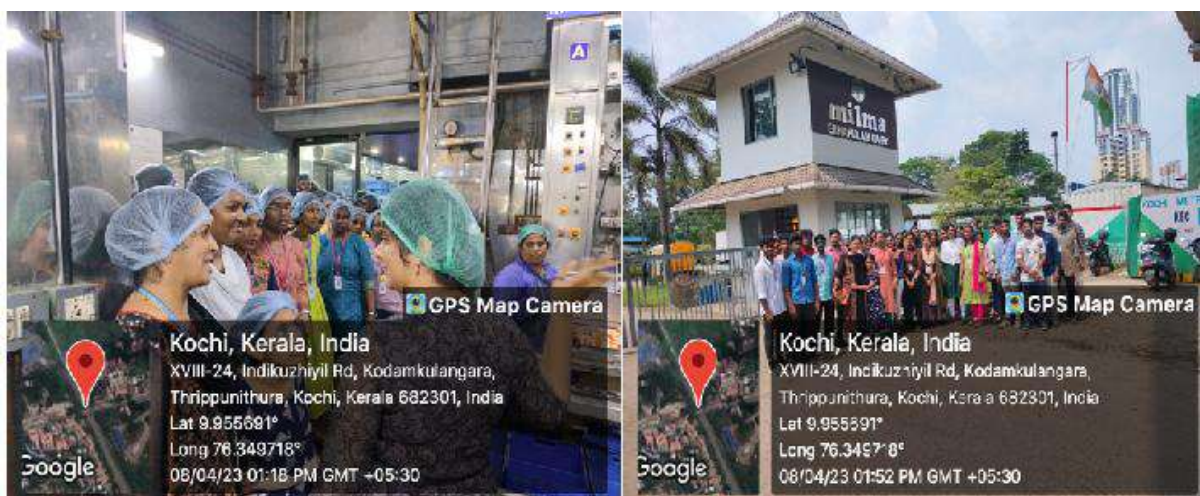 A
GPS Map Camera
Kochi, Kerala, India
XVIII-24, Indikuzhiyil Rd, Kodamkulangara,
Thrippunithura, Kochi, Kerala 682301, India
Lat 9.955691°
Long 76.349718°
08/04/23 01:18 PM GMT +05:30
Google
milma
ERNAKULAM DAIRY
KOCHI
GPS Map Camera
Kochi, Kerala, India
XVIII-24, Indikuzhiyil Rd, Kodamkulangara,
Thrippunithura, Kochi, Kerala 682301, India
Lat 9.955691°
Long 76.349718°
08/04/23 01:52 PM GMT +05:30
Google